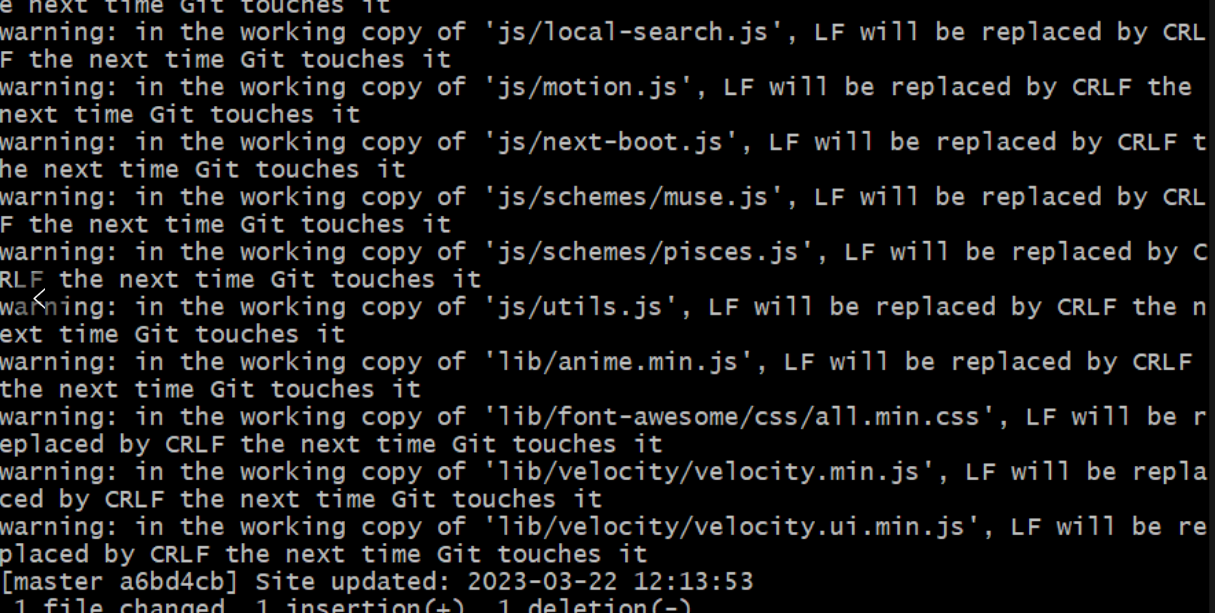 e next time Git touches it
warning: in the working copy of 'js/local-search.js', LF will be replaced by CRL
F the next time Git touches it
warning: in the working copy of 'js/motion.js', LF will be replaced by CRLF the
next time Git touches it
warning: in the working copy of 'js/next-boot.js', LF will be replaced by CRLF t
he next time Git touches it
warning: in the working copy of 'js/schemes/muse.js', LF will be replaced by CRL
F the next time Git touches it
warning: in the working copy of 'js/schemes/pisces.js', LF will be replaced by C
RLF the next time Git touches it
warning: in the working copy of 'js/utils.js', LF will be replaced by CRLF the n
ext time Git touches it
warning: in the working copy of 'lib/anime.min.js', LF will be replaced by CRLF
the next time Git touches it
warning: in the working copy of 'lib/font-awesome/css/all.min.css', LF will be r
eplaced by CRLF the next time Git touches it
warning: in the working copy of 'lib/velocity/velocity.min.js', LF will be repla
ced by CRLF the next time Git touches it
warning: in the working copy of 'lib/velocity/velocity.ui.min.js', LF will be re
placed by CRLF the next time Git touches it
[master a6bd4cb] Site updated: 2023-03-22 12:13:53
1 file changed, 1 insertion(+), 1 deletion(-)